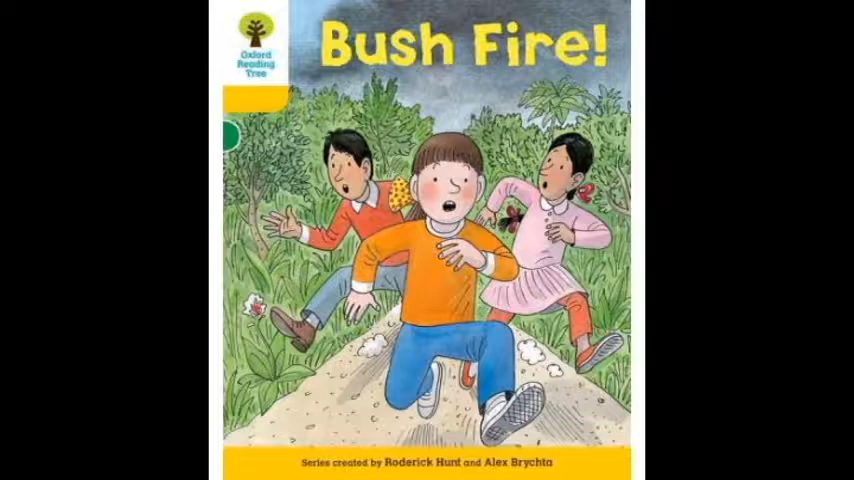 Bush Fire!
Oxford
Reading
Tree
Series created by Roderick Hunt and Alex Brychta